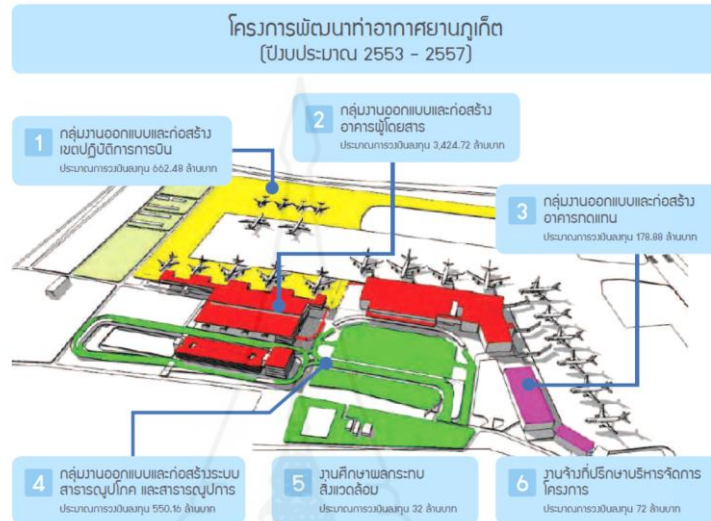 โครงการพัฒนาท่าอากาศยานภูเก็ต
(ปีงบประมาณ 2553 - 2557)
1
กลุ่มงานออกแบบและก่อสร้าง
เขตปฏิบัติการการบิน
ประมาณการวงเงินลงทุน 662.48 ล้านบาท
2
กลุ่มงานออกแบบและก่อสร้าง
อาคารผู้โดยสาร
ประมาณการวงเงินลงทุน 3,424.72 ล้านบาท
3
กลุ่มงานออกแบบและก่อสร้าง
อาคารทดแทน
ประมาณการวงเงินลงทุน 178.88 ล้านบาท
4
กลุ่มงานออกแบบและก่อสร้างระบบ
สาธารณูปโภค และสาธารณูปการ
ประมาณการวงเงินลงทุน 550.16 ล้านบาท
5
งานศึกษาผลกระทบ
สิ่งแวดล้อม
ประมาณการวงเงินลงทุน 32 ล้านบาท
6
งานจ้างที่ปรึกษาบริหารจัดการ
โครงการ
ประมาณการวงเงินลงทุน 72 ล้านบาท